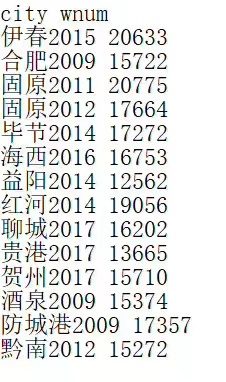 city wnum
伊春2015 20633
合肥2009 15722
固原2011 20775
固原2012 17664
毕节2014 17272
海西2016 16753
益阳2014 12562
红河2014 19056
聊城2017 16202
贵港2017 13665
贺州2017 15710
酒泉2009 15374
防城港2009 17357
黔南2012 15272